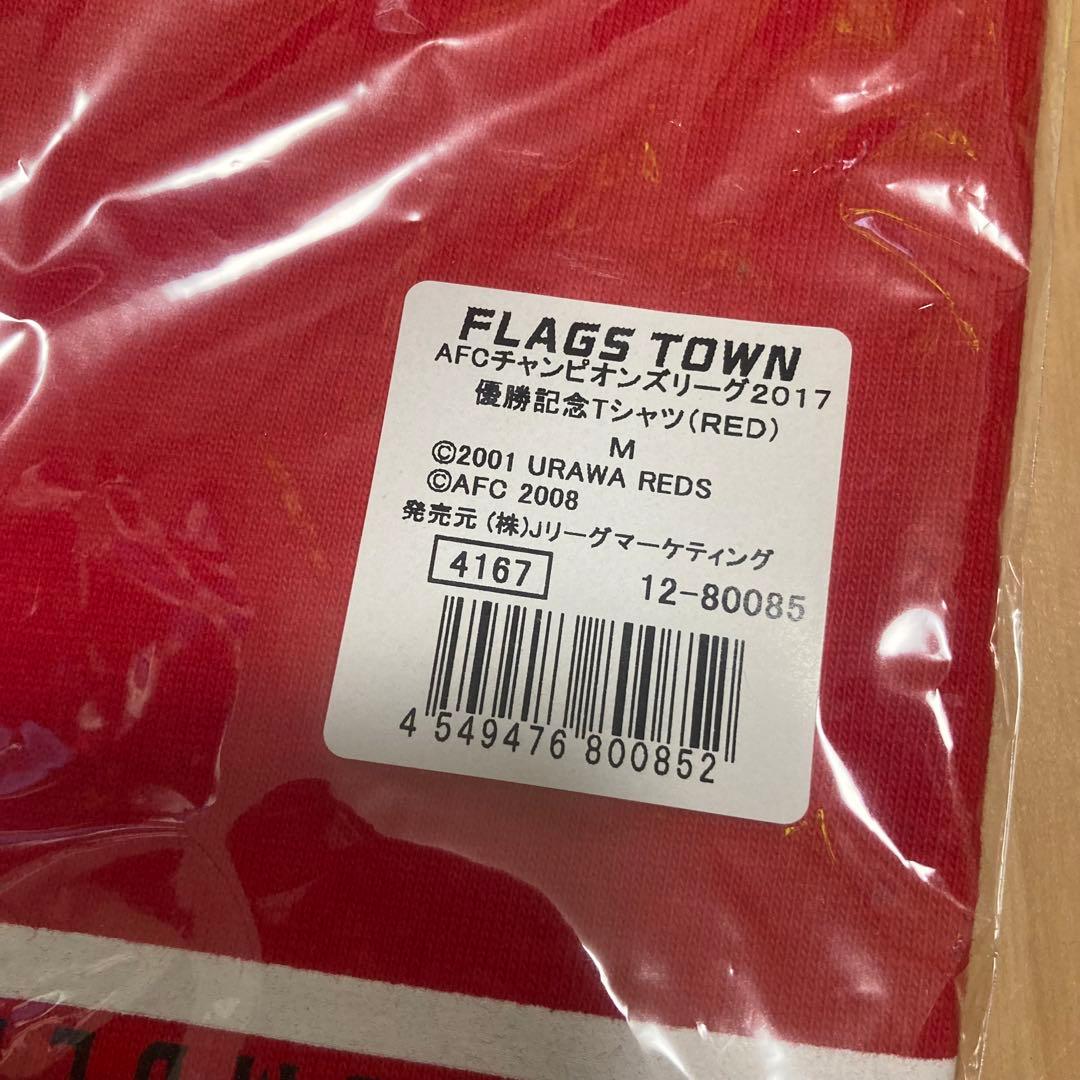 FLAGS TOWN
AFCチャンピオンズリーグ2017
優勝記念Tシャツ(RED)
M
©2001 URAWA REDS
©AFC 2008
発売元 (株)Jリーグマーケティング
4167 12-80085
4 549476 800852